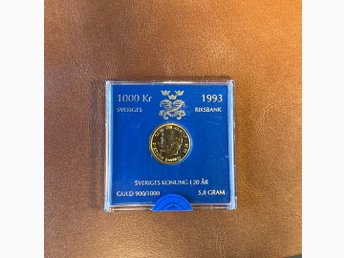 1000 Kr 1993
SVERIGES RIKSBANK
SVERIGES KONUNG I 20 ÅR
GULD 900/1000 5,8 GRAM